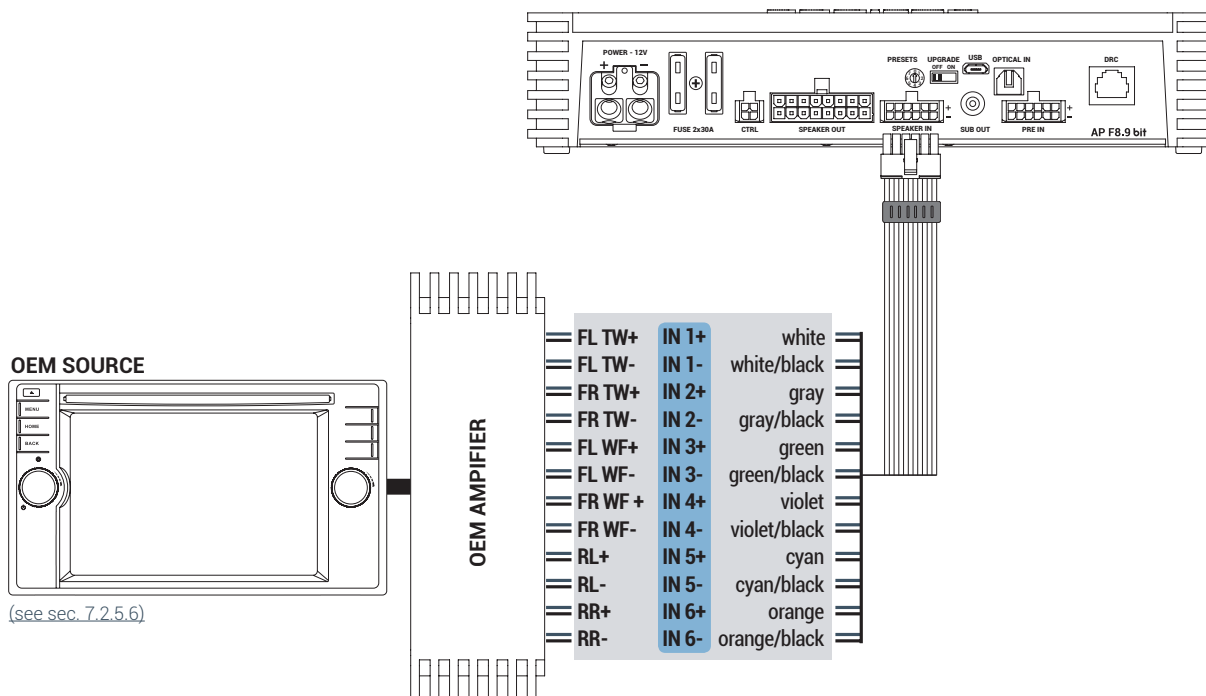 POWER - 12V
+ −
FUSE 2x30A
CTRL
SPEAKER OUT
PRESETS
UPGRADE
OFF ON
USB
OPTICAL IN
DRC
SPEAKER IN
+
-
SUB OUT
PRE IN
+
-
AP F8.9 bit
OEM SOURCE
MENU
HOME
BACK
(see sec. 7.2.5.6)
OEM AMPIFIER
FL TW+ IN 1+ white
FL TW- IN 1- white/black
FR TW+ IN 2+ gray
FR TW- IN 2- gray/black
FL WF+ IN 3+ green
FL WF- IN 3- green/black
FR WF + IN 4+ violet
FR WF- IN 4- violet/black
RL+ IN 5+ cyan
RL- IN 5- cyan/black
RR+ IN 6+ orange
RR- IN 6- orange/black